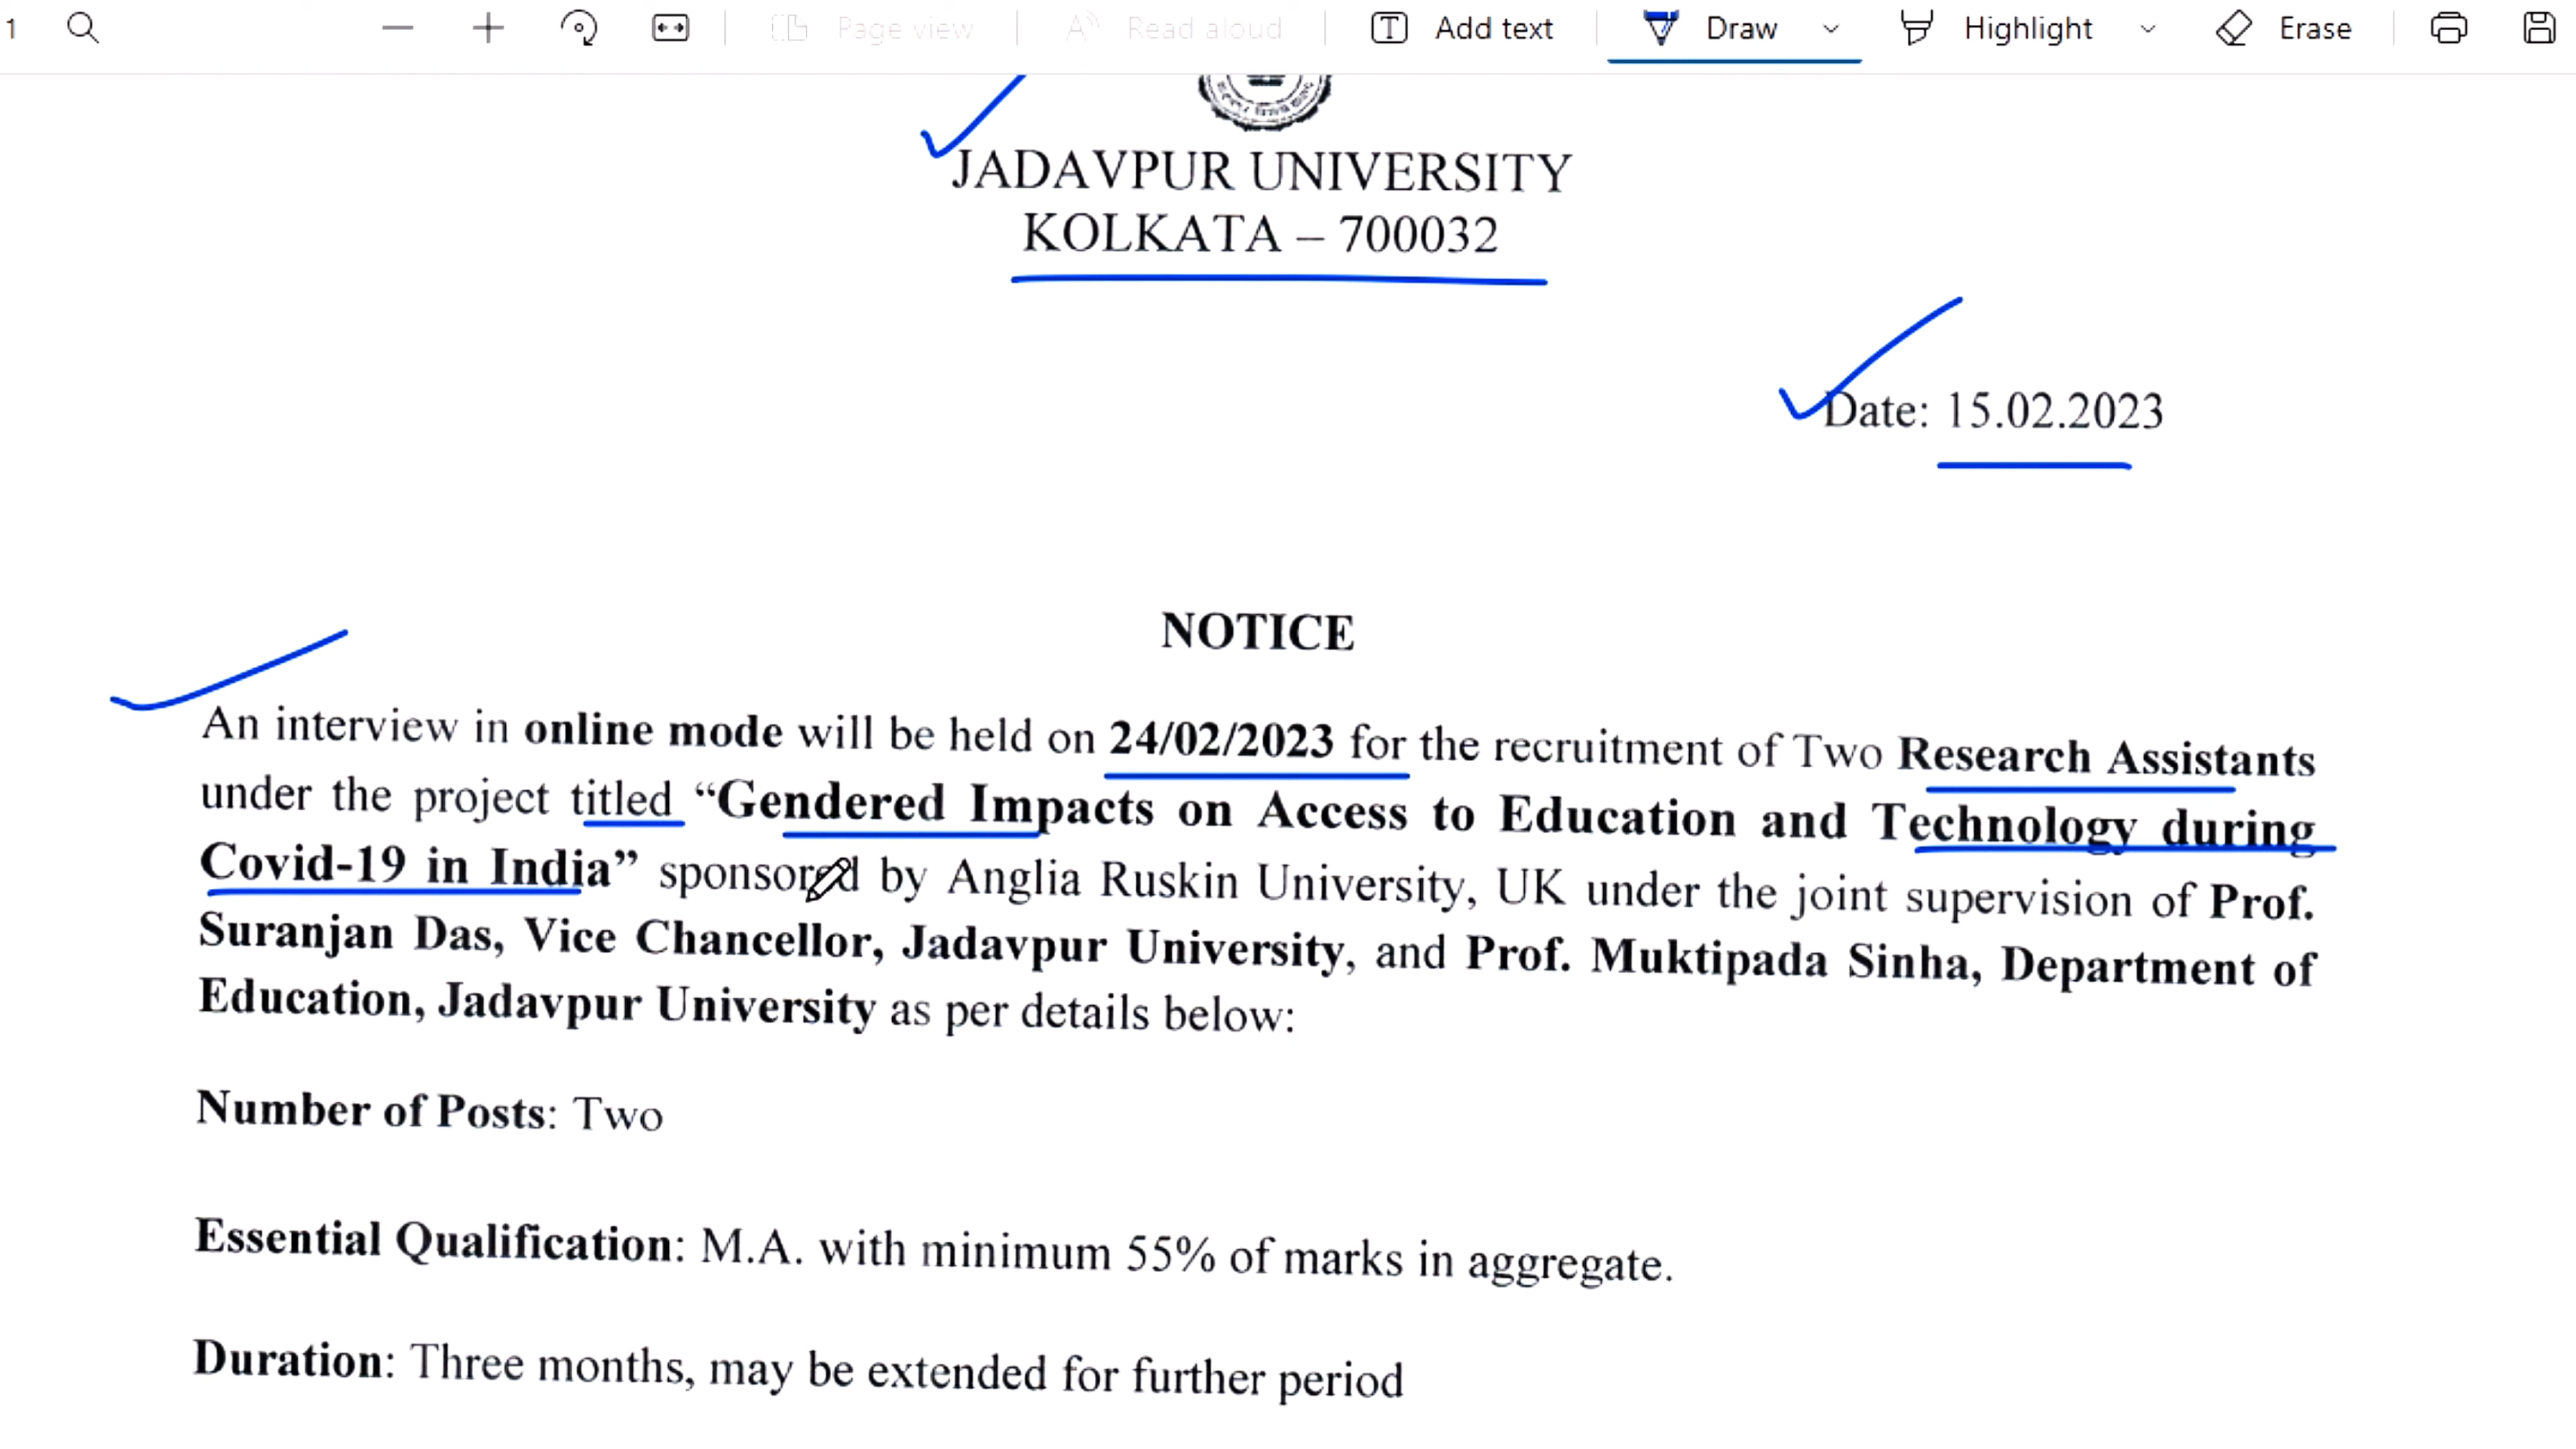 1 Page view Read aloud Add text Draw Highlight Erase
JADAVPUR UNIVERSITY
KOLKATA – 700032
Date: 15.02.2023
NOTICE
An interview in online mode will be held on 24/02/2023 for the recruitment of Two Research Assistants
under the project titled “Gendered Impacts on Access to Education and Technology during
Covid-19 in India” sponsored by Anglia Ruskin University, UK under the joint supervision of Prof.
Suranjan Das, Vice Chancellor, Jadavpur University, and Prof. Muktipada Sinha, Department of
Education, Jadavpur University as per details below:
Number of Posts: Two
Essential Qualification: M.A. with minimum 55% of marks in aggregate.
Duration: Three months, may be extended for further period